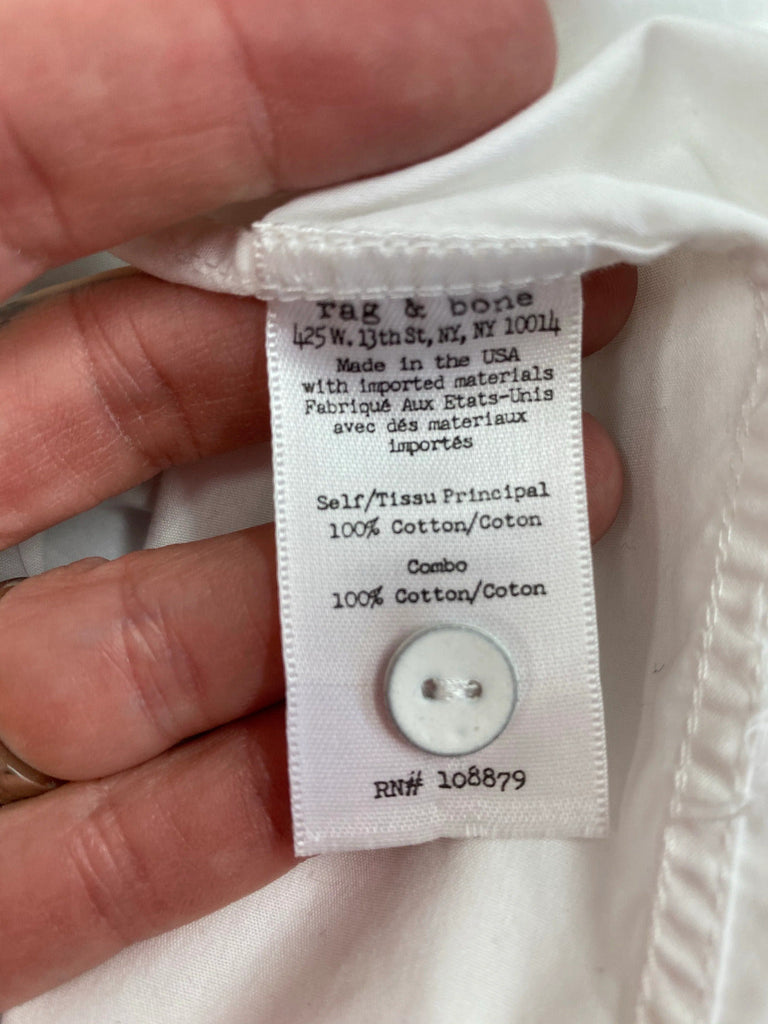 rag & bone
425 W. 13th St, NY, NY 10014
Made in the USA
with imported materials
Fabriqué Aux Etats-Unis
avec dés materiaux
importés
Self/Tissu Principal
100% Cotton/Coton
Combo
100% Cotton/Coton
RN# 108879